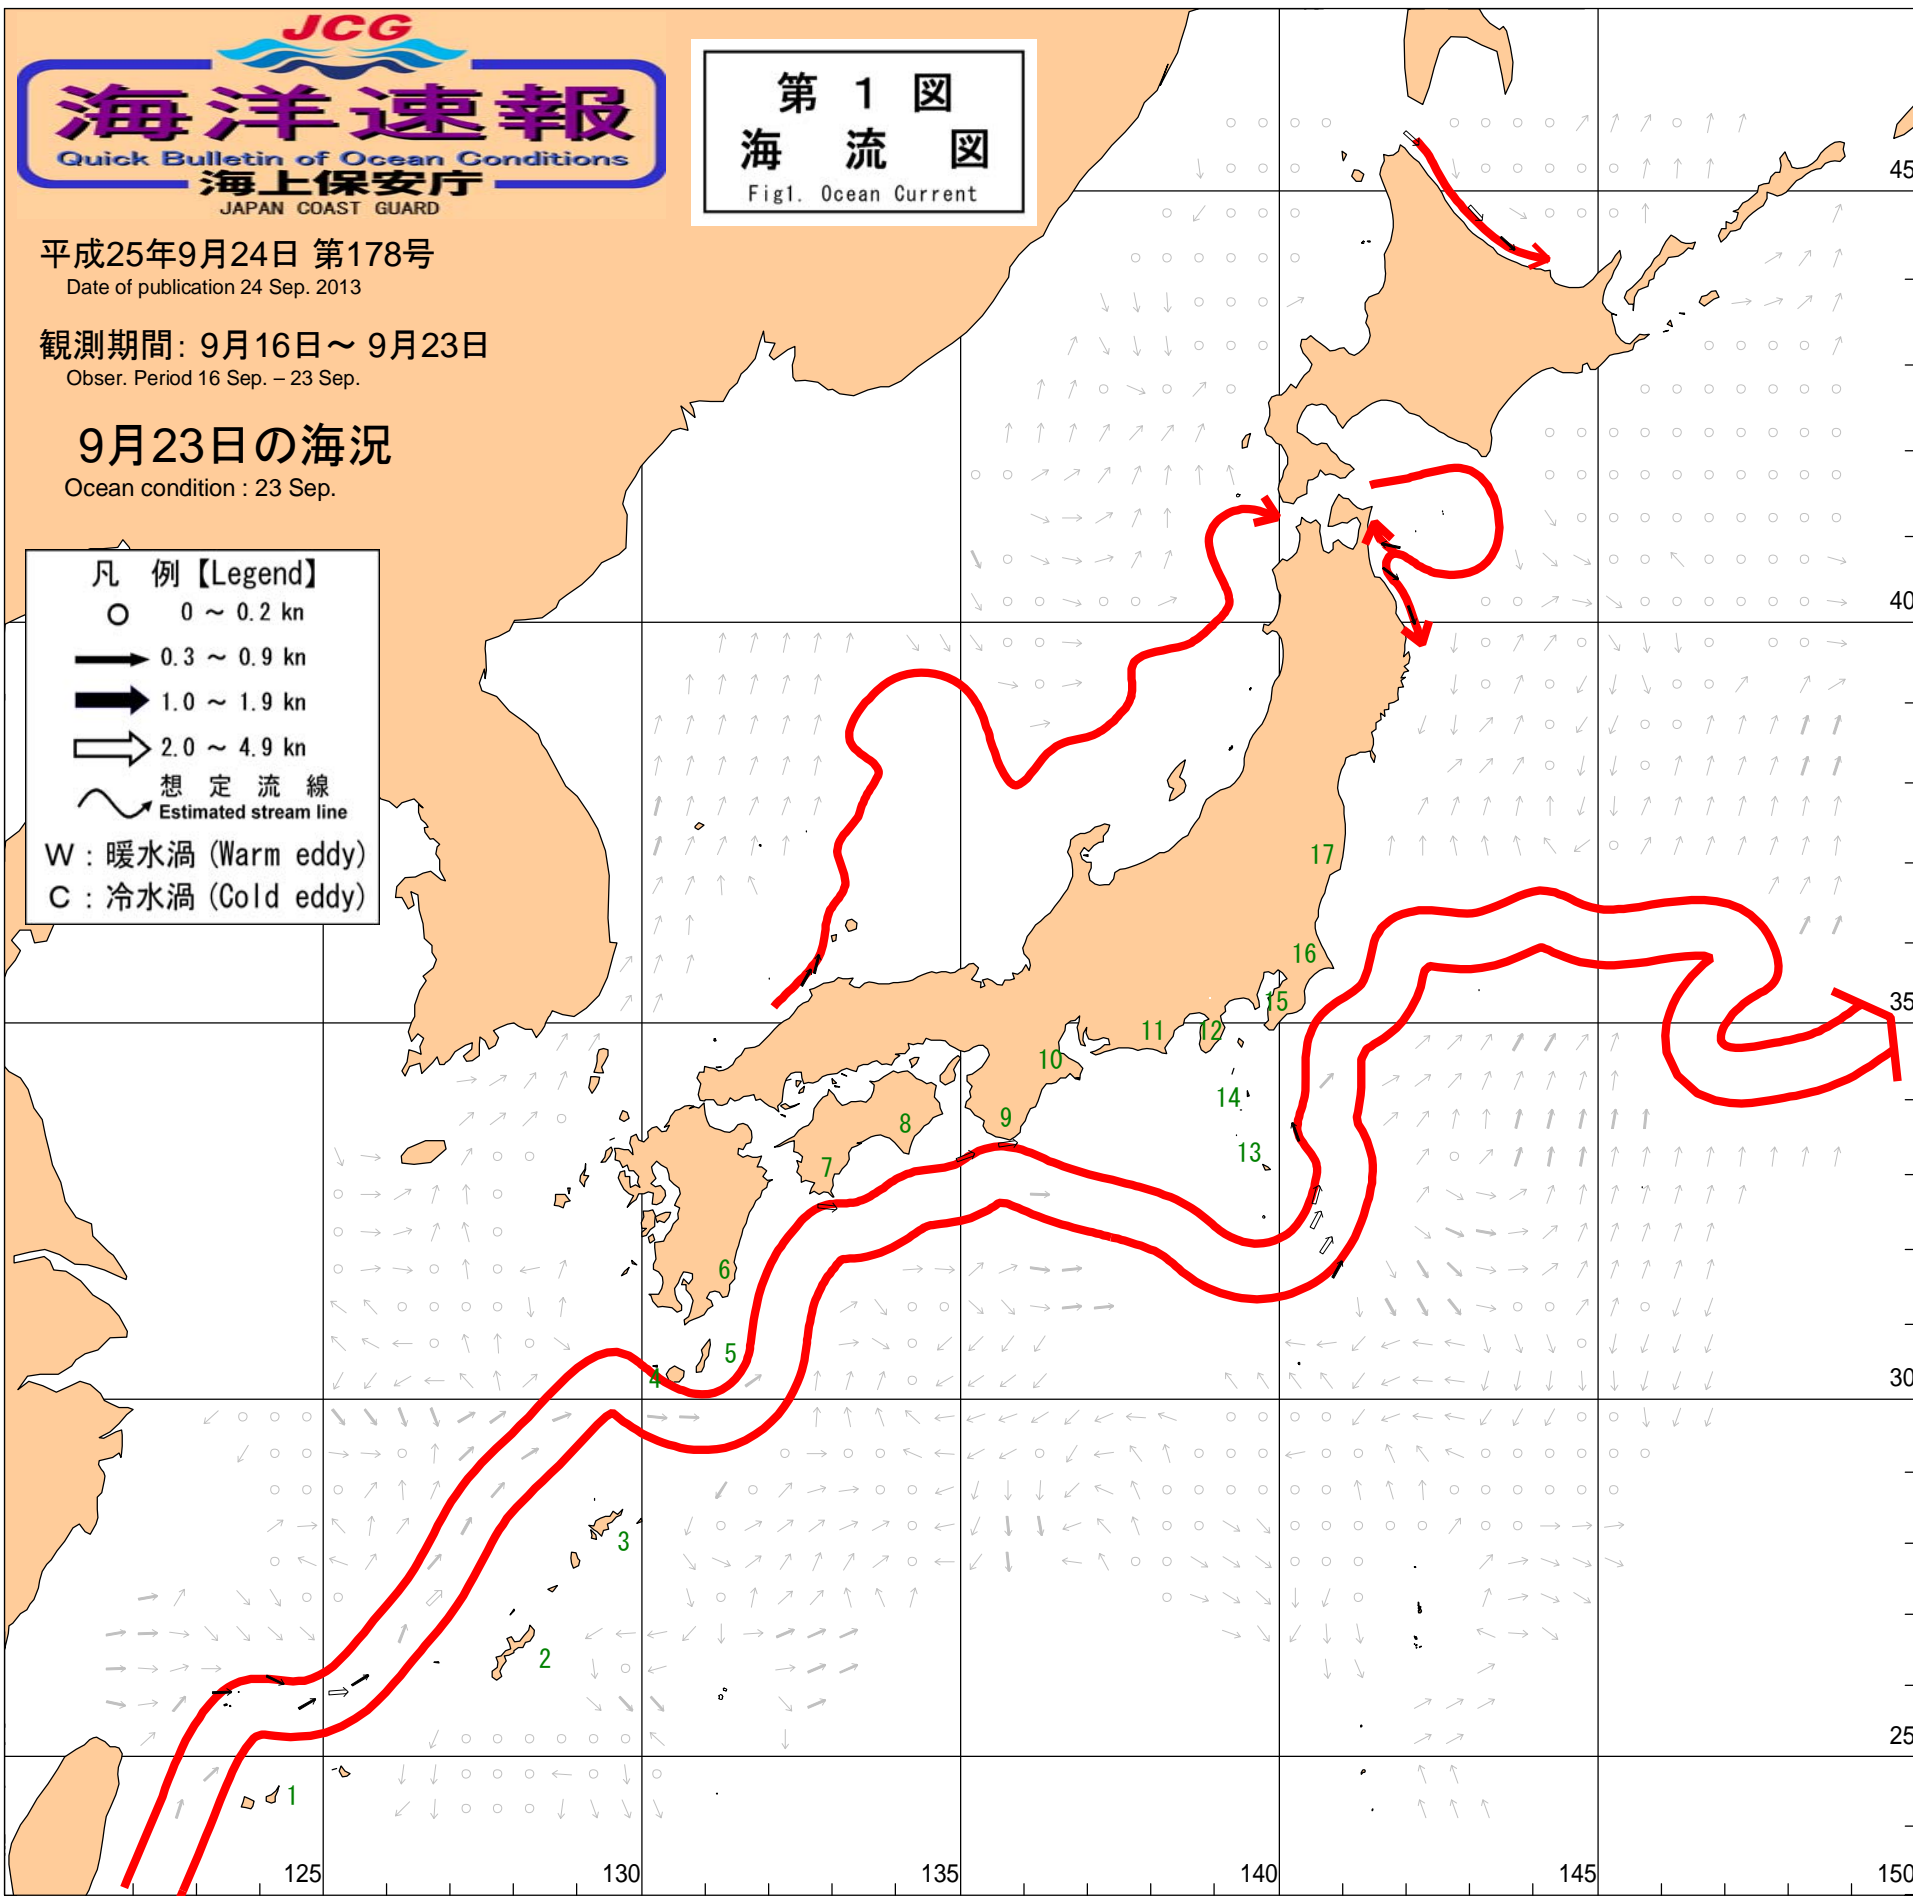 JCG
海洋速報
Quick Bulletin of Ocean Conditions
海上保安庁
JAPAN COAST GUARD
第 1 図
海 流 図
Fig1. Ocean Current
平成25年9月24日 第178号
Date of publication 24 Sep. 2013
観測期間: 9月16日～ 9月23日
Obser. Period 16 Sep. – 23 Sep.
9月23日の海況
Ocean condition : 23 Sep.
凡 例【Legend】
0 ～ 0.2 kn
0.3 ～ 0.9 kn
1.0 ～ 1.9 kn
2.0 ～ 4.9 kn
想 定 流 線
Estimated stream line
W : 暖水渦 (Warm eddy)
C : 冷水渦 (Cold eddy)
45
40
35
30
25
17
16
15
12
11
10
14
13
9
8
7
6
5
4
3
2
1
125
130
135
140
145
150